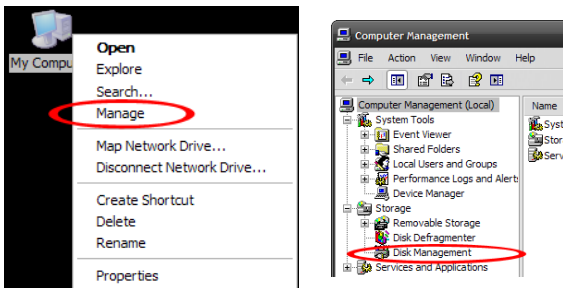 My Compu
Open
Explore
Search...
Manage
Map Network Drive...
Disconnect Network Drive...
Create Shortcut
Delete
Rename
Properties
Computer Management
File Action View Window Help
Computer Management (Local)
System Tools
Event Viewer
Shared Folders
Local Users and Groups
Performance Logs and Alerts
Device Manager
Storage
Removable Storage
Disk Defragmenter
Disk Management
Services and Applications
Name
Syst
Stor
Serv